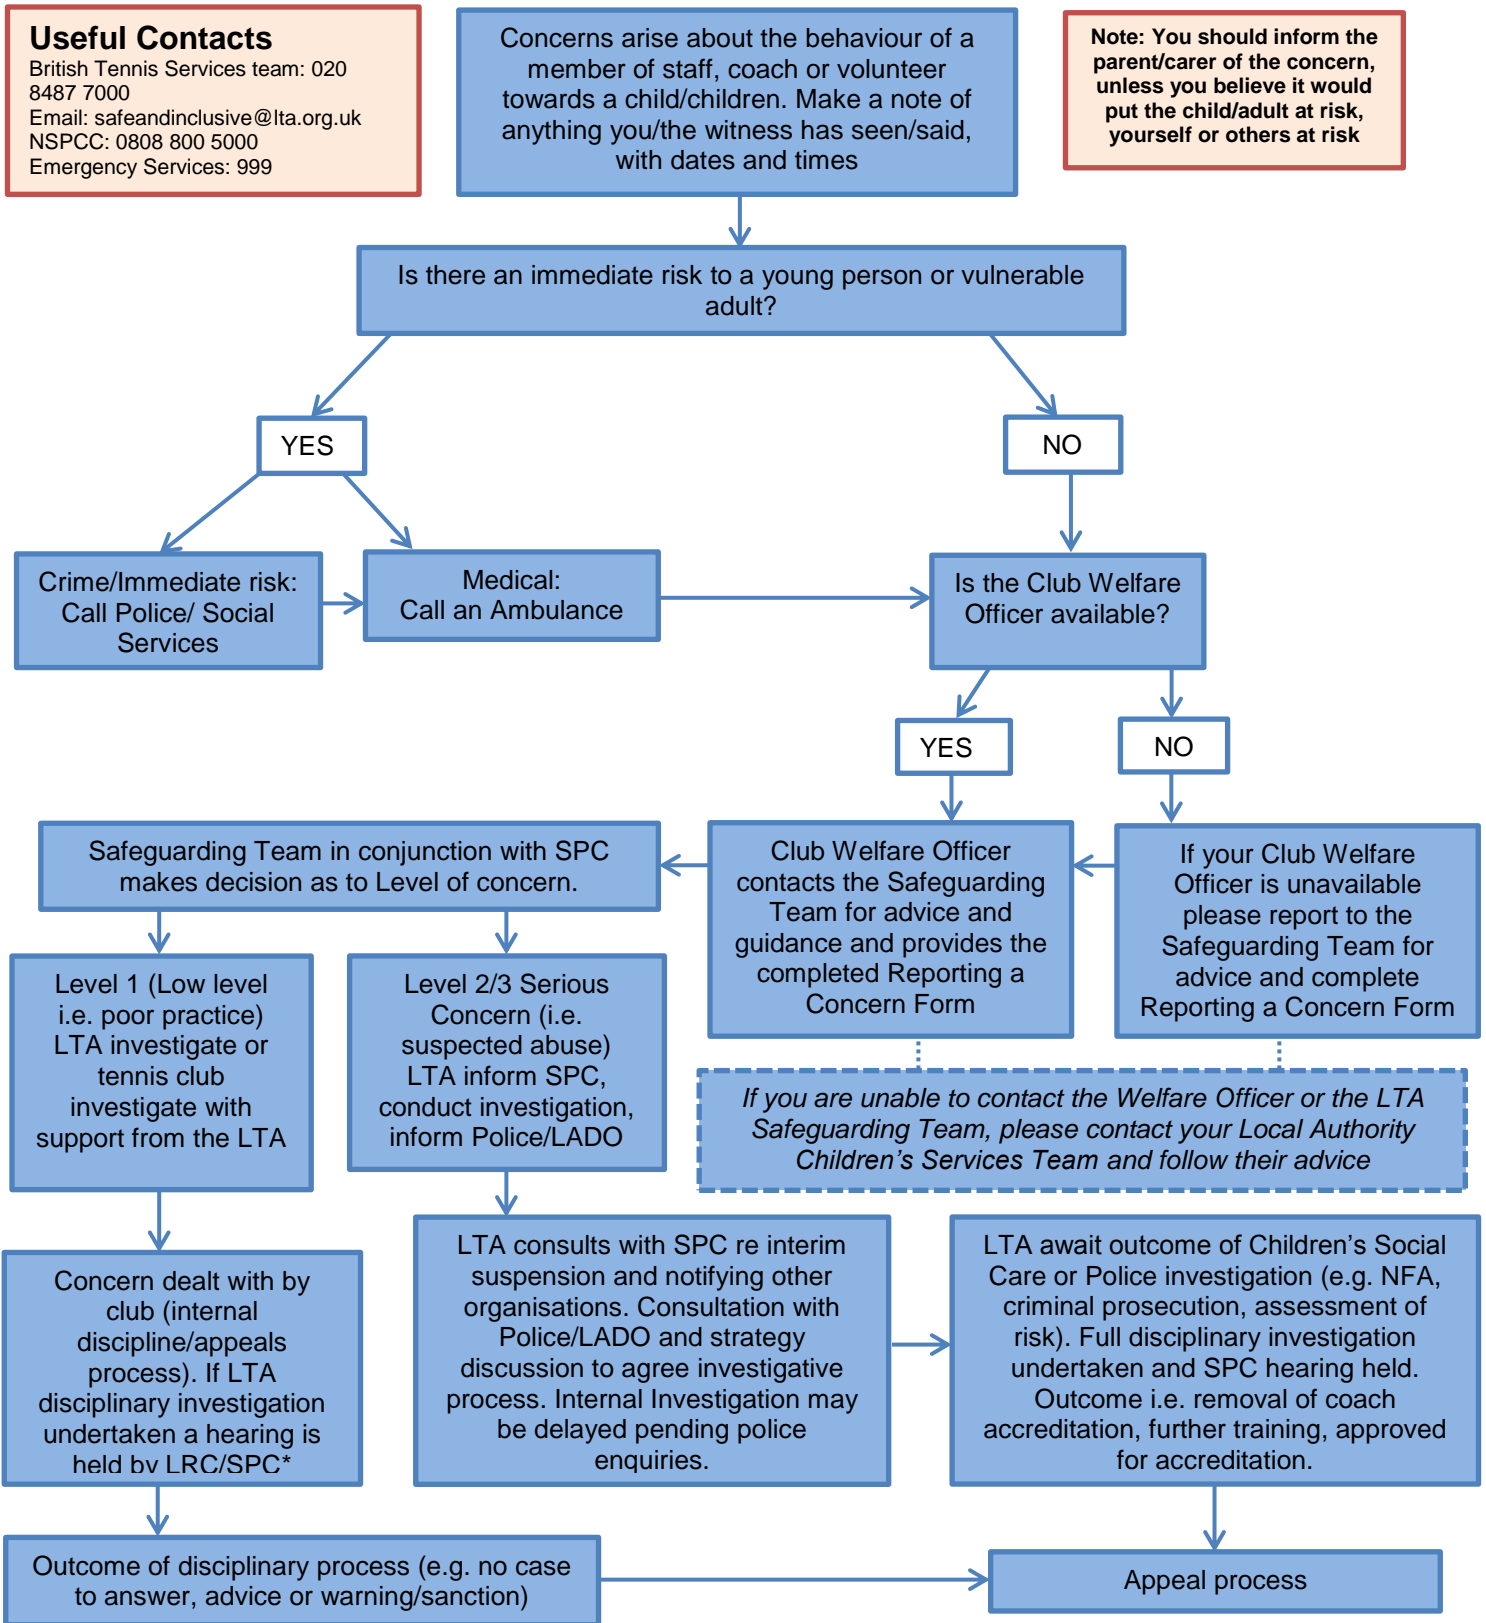 Useful Contacts
British Tennis Services team: 020
8487 7000
Email: safeandinclusive@lta.org.uk
NSPCC: 0808 800 5000
Emergency Services: 999
Concerns arise about the behaviour of a
member of staff, coach or volunteer
towards a child/children. Make a note of
anything you/the witness has seen/said,
with dates and times
Note: You should inform the
parent/carer of the concern,
unless you believe it would
put the child/adult at risk,
yourself or others at risk
Is there an immediate risk to a young person or vulnerable
adult?
YES
NO
Crime/Immediate risk:
Call Police/ Social
Services
Medical:
Call an Ambulance
Is the Club Welfare
Officer available?
YES
NO
Safeguarding Team in conjunction with SPC
makes decision as to Level of concern.
Club Welfare Officer
contacts the Safeguarding
Team for advice and
guidance and provides the
completed Reporting a
Concern Form
If your Club Welfare
Officer is unavailable
please report to the
Safeguarding Team for
advice and complete
Reporting a Concern Form
Level 1 (Low level
i.e. poor practice)
LTA investigate or
tennis club
investigate with
support from the LTA
Level 2/3 Serious
Concern (i.e.
suspected abuse)
LTA inform SPC,
conduct investigation,
inform Police/LADO
If you are unable to contact the Welfare Officer or the LTA
Safeguarding Team, please contact your Local Authority
Children's Services Team and follow their advice
Concern dealt with by
club (internal
discipline/appeals
process). If LTA
disciplinary investigation
undertaken a hearing is
held by LRC/SPC*
LTA consults with SPC re interim
suspension and notifying other
organisations. Consultation with
Police/LADO and strategy
discussion to agree investigative
process. Internal Investigation may
be delayed pending police
enquiries.
LTA await outcome of Children's Social
Care or Police investigation (e.g. NFA,
criminal prosecution, assessment of
risk). Full disciplinary investigation
undertaken and SPC hearing held.
Outcome i.e. removal of coach
accreditation, further training, approved
for accreditation.
Outcome of disciplinary process (e.g. no case
to answer, advice or warning/sanction)
Appeal process